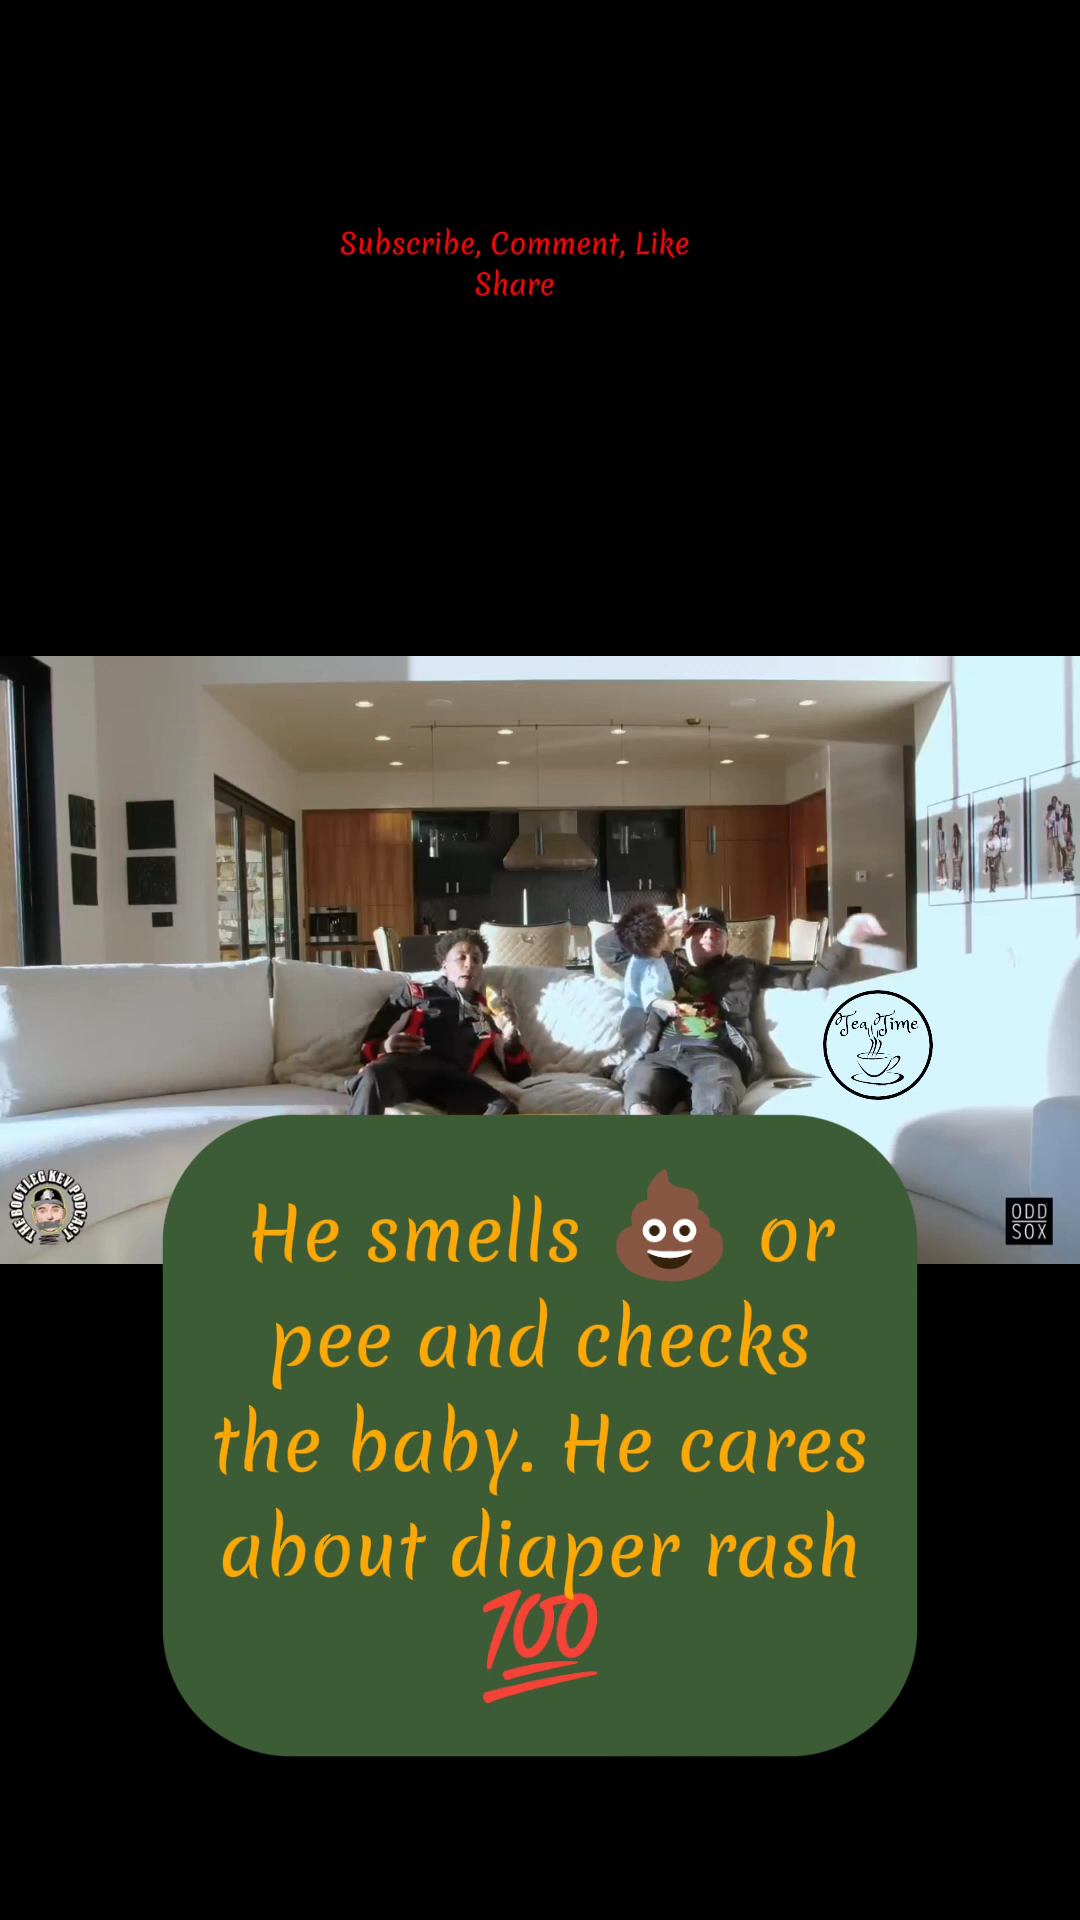 Subscribe, Comment, Like
Share
Tea Time
THE BOOTLEG KEV PODCAST
ODD
SOX
He smells 💩 or
pee and checks
the baby. He cares
about diaper rash
💯